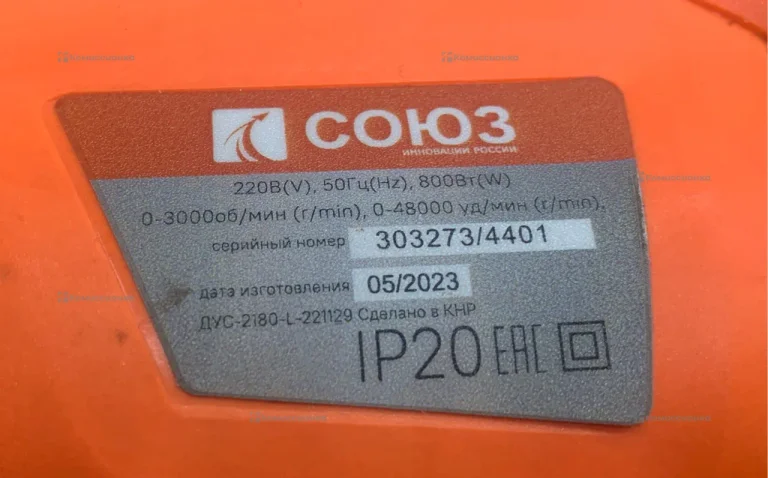 СОЮЗ
ИННОВАЦИИ РОССИИ
220В(V), 50Гц(Hz), 800Вт(W)
0-3000об/мин (r/min), 0-48000 уд/мин (r/min),
серийный номер 303273/4401
дата изготовления 05/2023
ДУС-2180-L-221129 Сделано в КНР
IP20 EAC